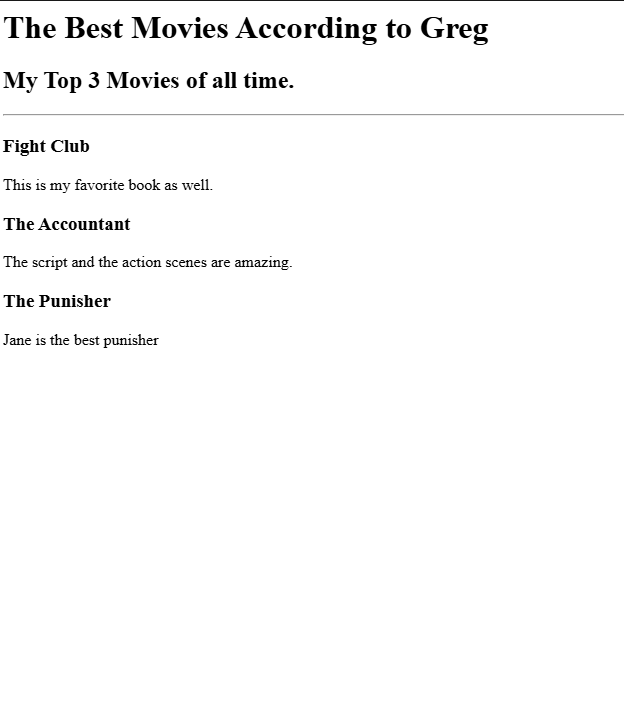 The Best Movies According to Greg
My Top 3 Movies of all time.
Fight Club
This is my favorite book as well.
The Accountant
The script and the action scenes are amazing.
The Punisher
Jane is the best punisher